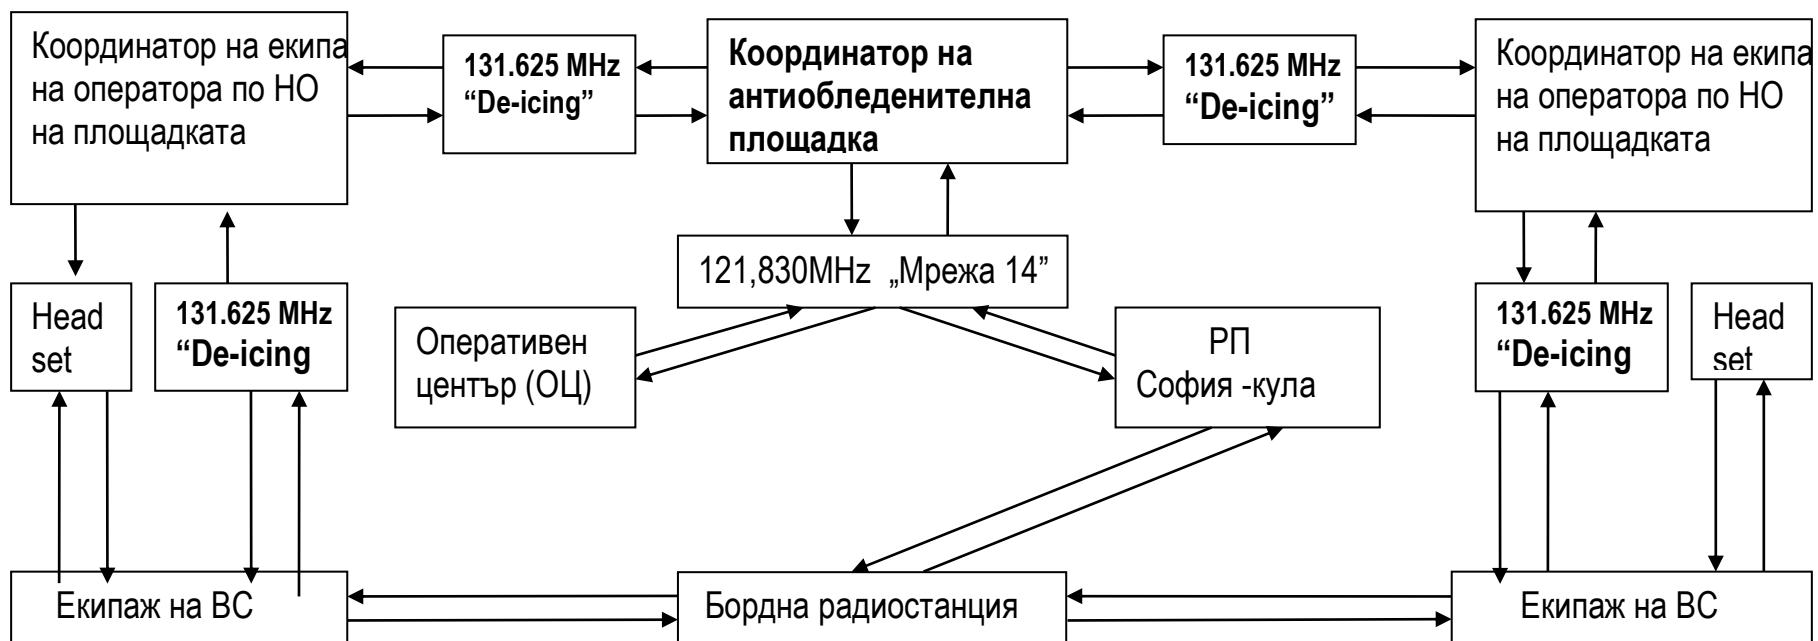 Координатор на екипа
на оператора по НО
на площадката
131.625 MHz
“De-icing”
Координатор на
антиобледенителна
площадка
131.625 MHz
“De-icing”
Координатор на екипа
на оператора по НО
на площадката
121,830MHz „Мрежа 14”
Head
set
131.625 MHz
“De-icing
Оперативен
център (ОЦ)
РП
София -кула
131.625 MHz
“De-icing
Head
set
Екипаж на ВС
Бордна радиостанция
Екипаж на ВС